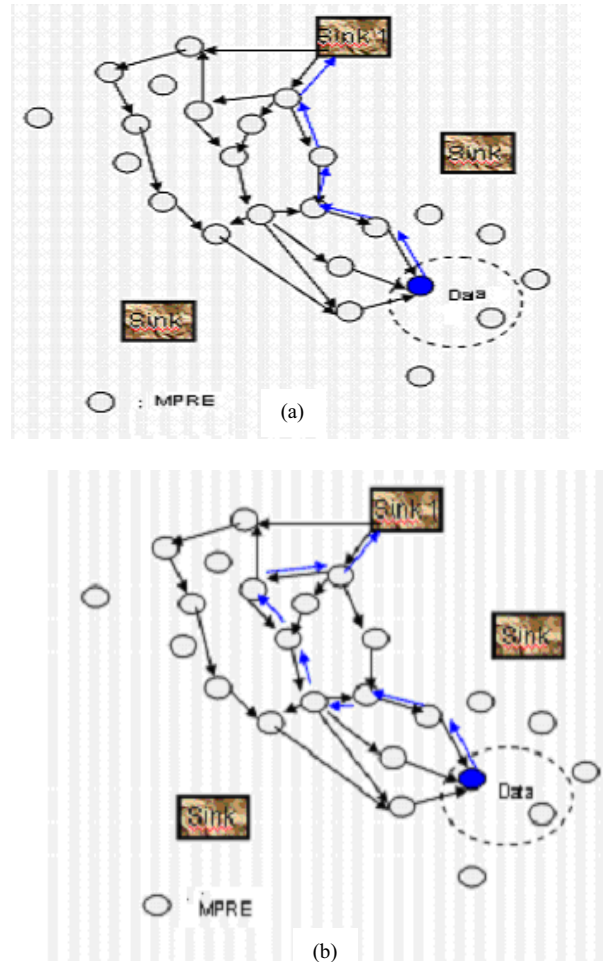 Sink 1
Sink
Data
Sink
: MPRE
(a)
Sink 1
Sink
Data
Sink
: MPRE
(b)